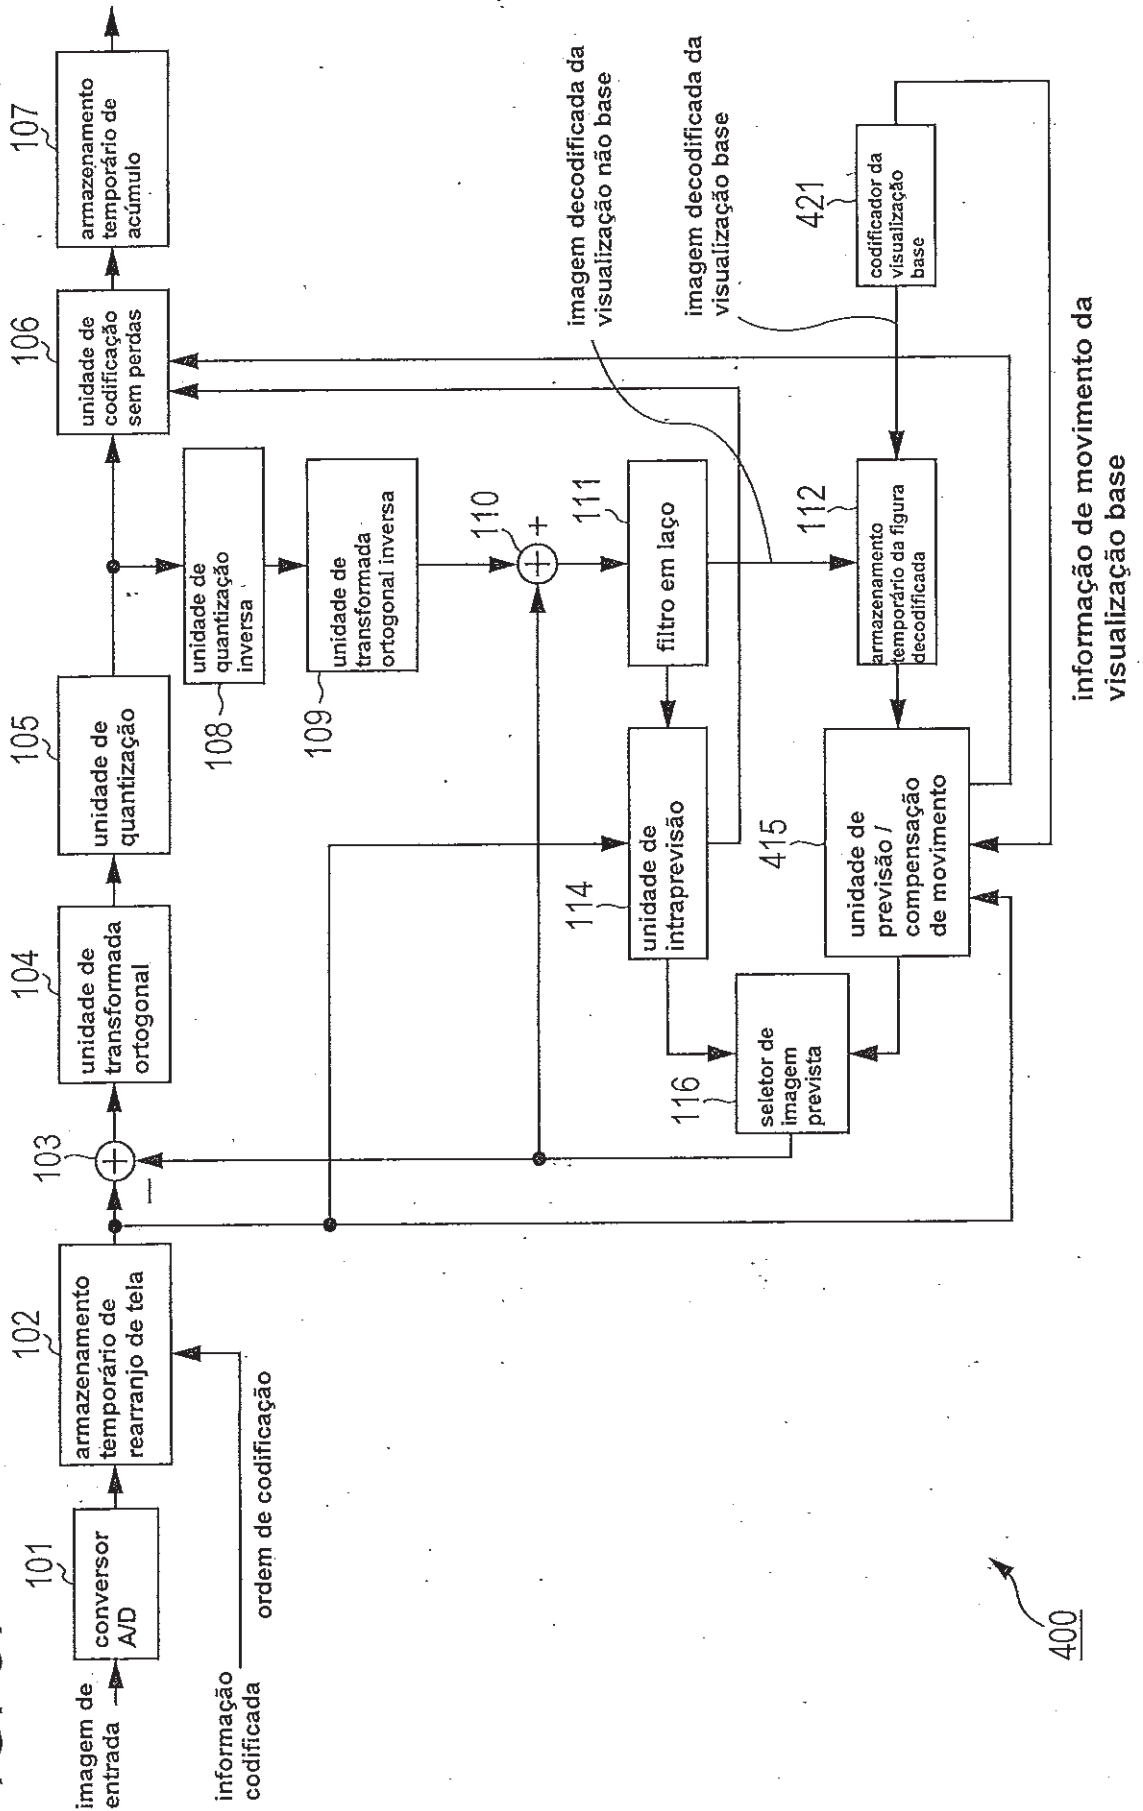 imagem de
entrada
101
conversor
A/D
102
armazenamento
temporário de
rearranjo de tela
informação
codificada
ordem de codificação
103
+
−
104
unidade de
transformada
ortogonal
105
unidade de
quantização
106
unidade de
codificação
sem perdas
107
armazenamento
temporário de
acúmulo
108
unidade de
quantização
inversa
109
unidade de
transformada
ortogonal inversa
110
+
+
111
filtro em laço
imagem decodificada da
visualização não base
imagem decodificada da
visualização base
114
unidade de
intraprevisão
112
armazenamento
temporário da figura
decodificada
421
codificador da
visualização
base
116
seletor de
imagem
prevista
415
unidade de
previsão /
compensação
de movimento
informação de movimento da
visualização base
400